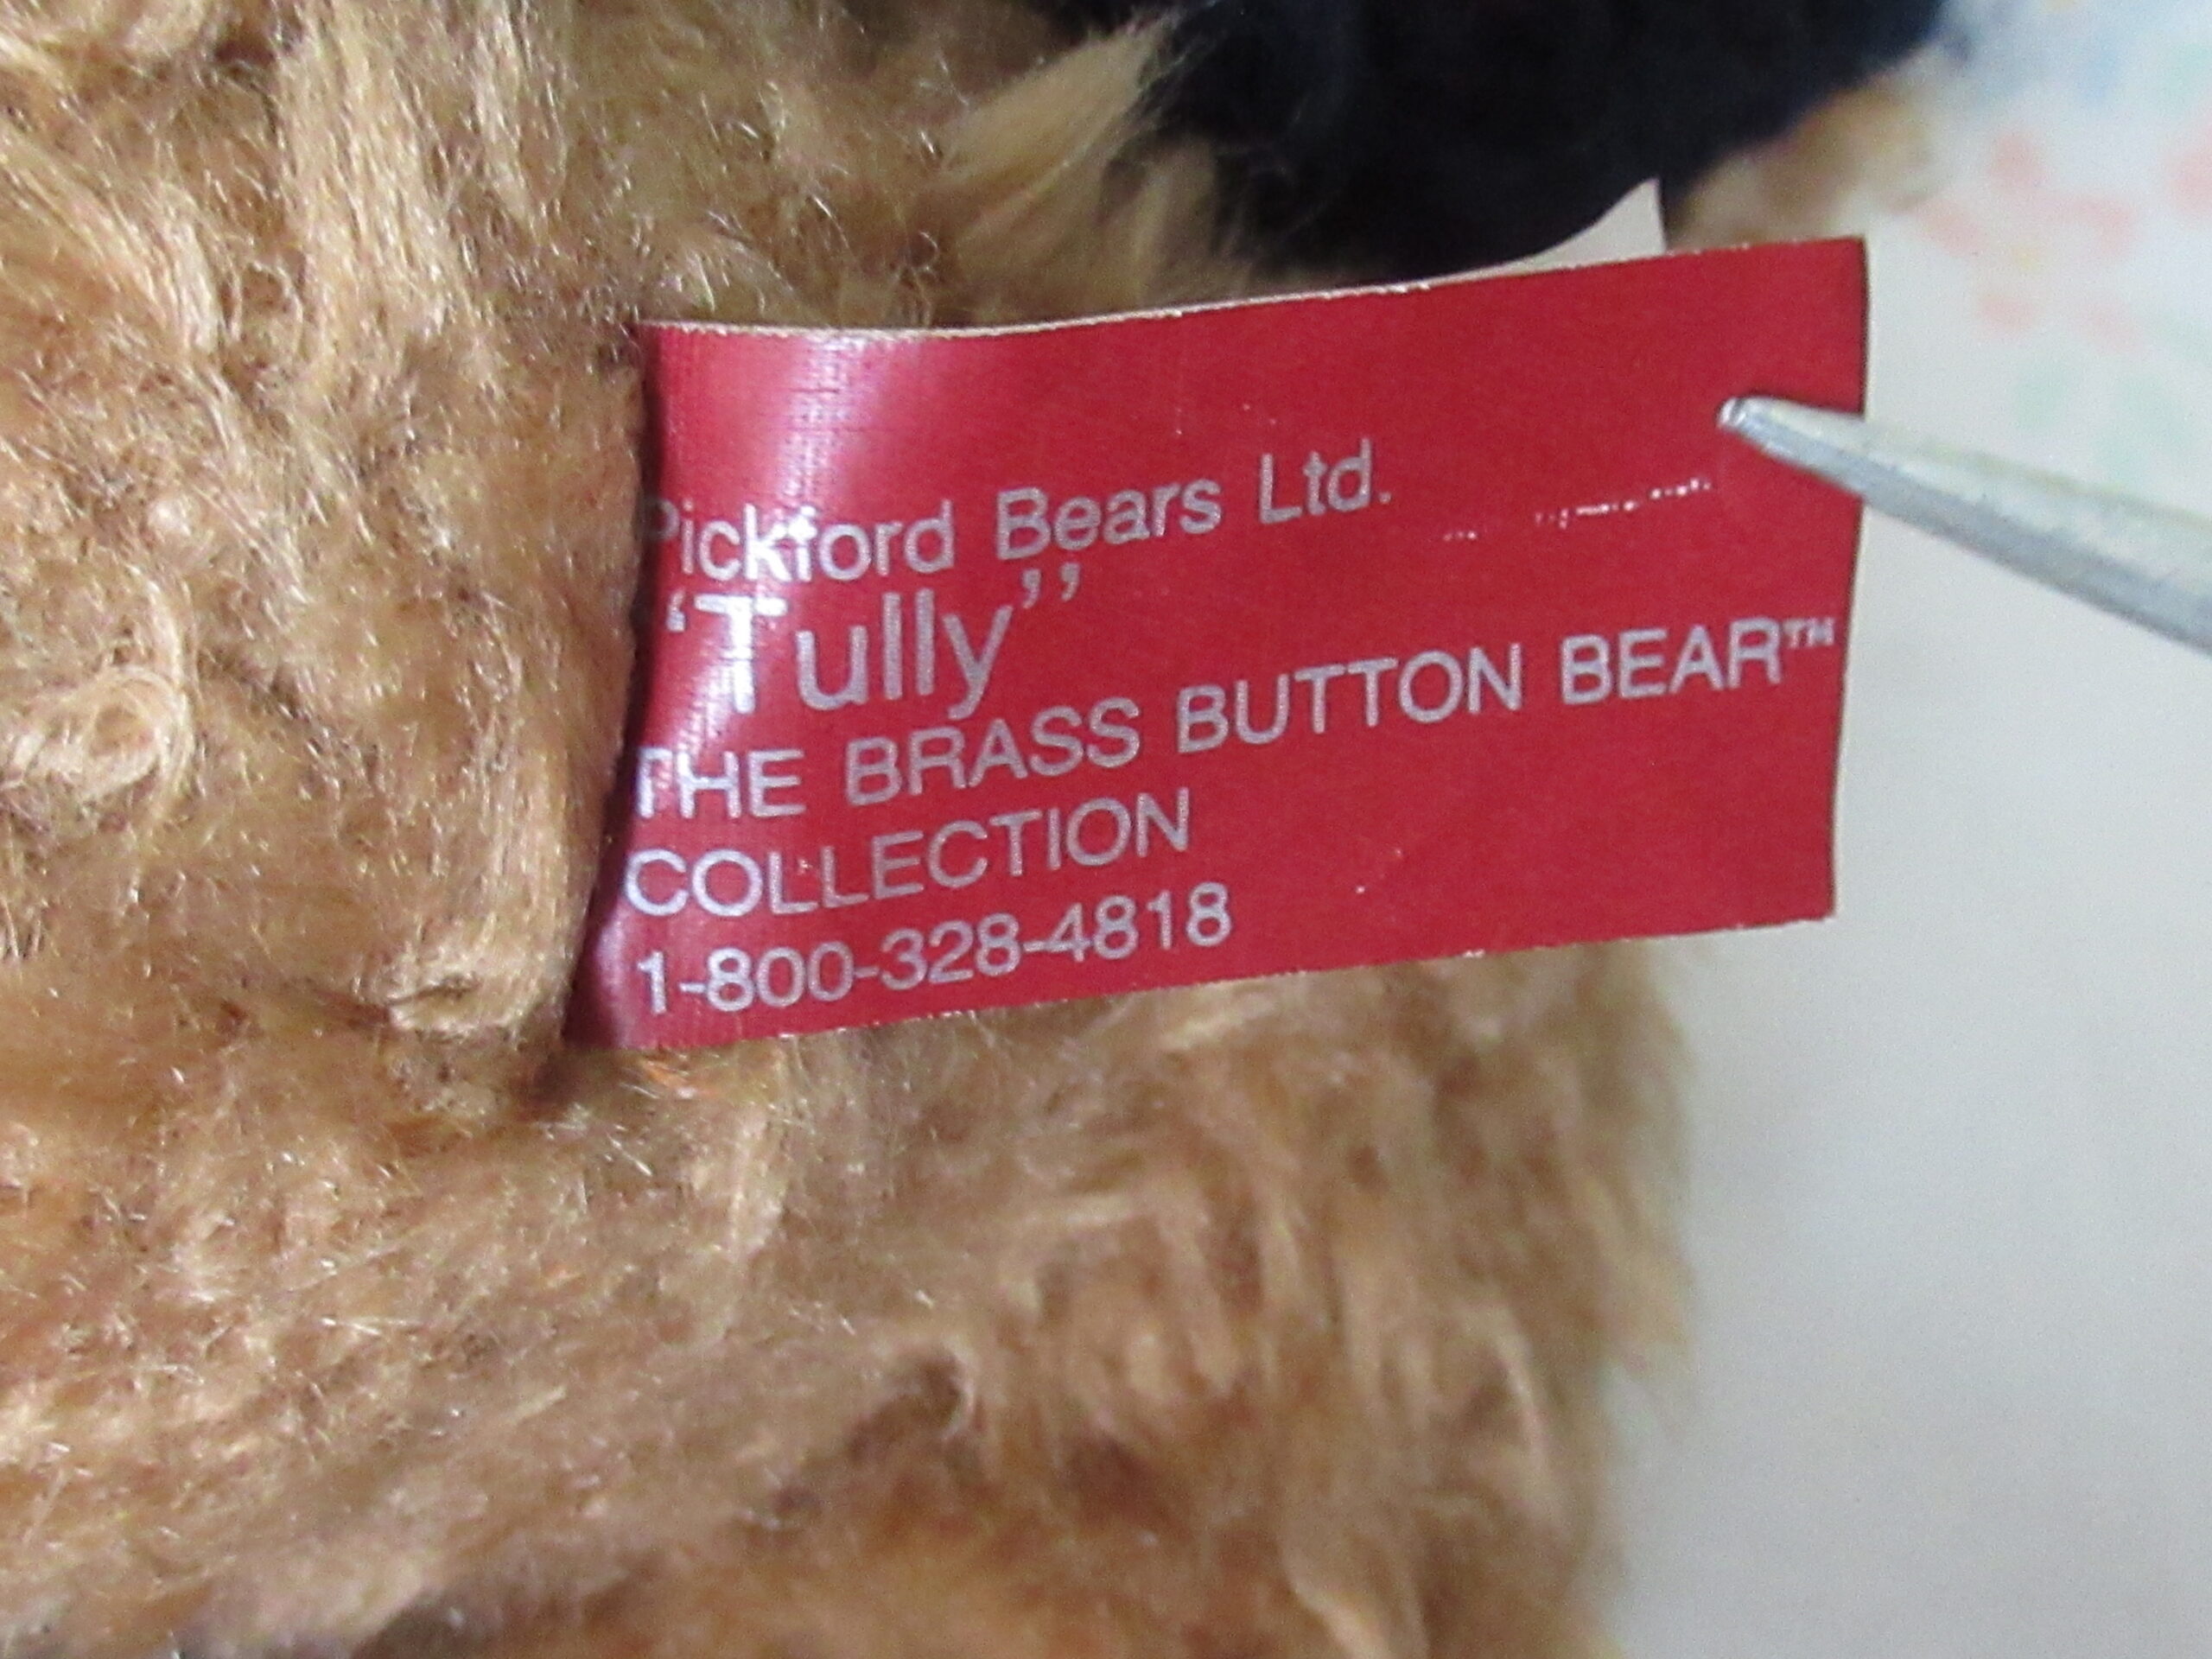 Pickford Bears Ltd.
‘Tully’’
THE BRASS BUTTON BEAR™
COLLECTION
1-800-328-4818